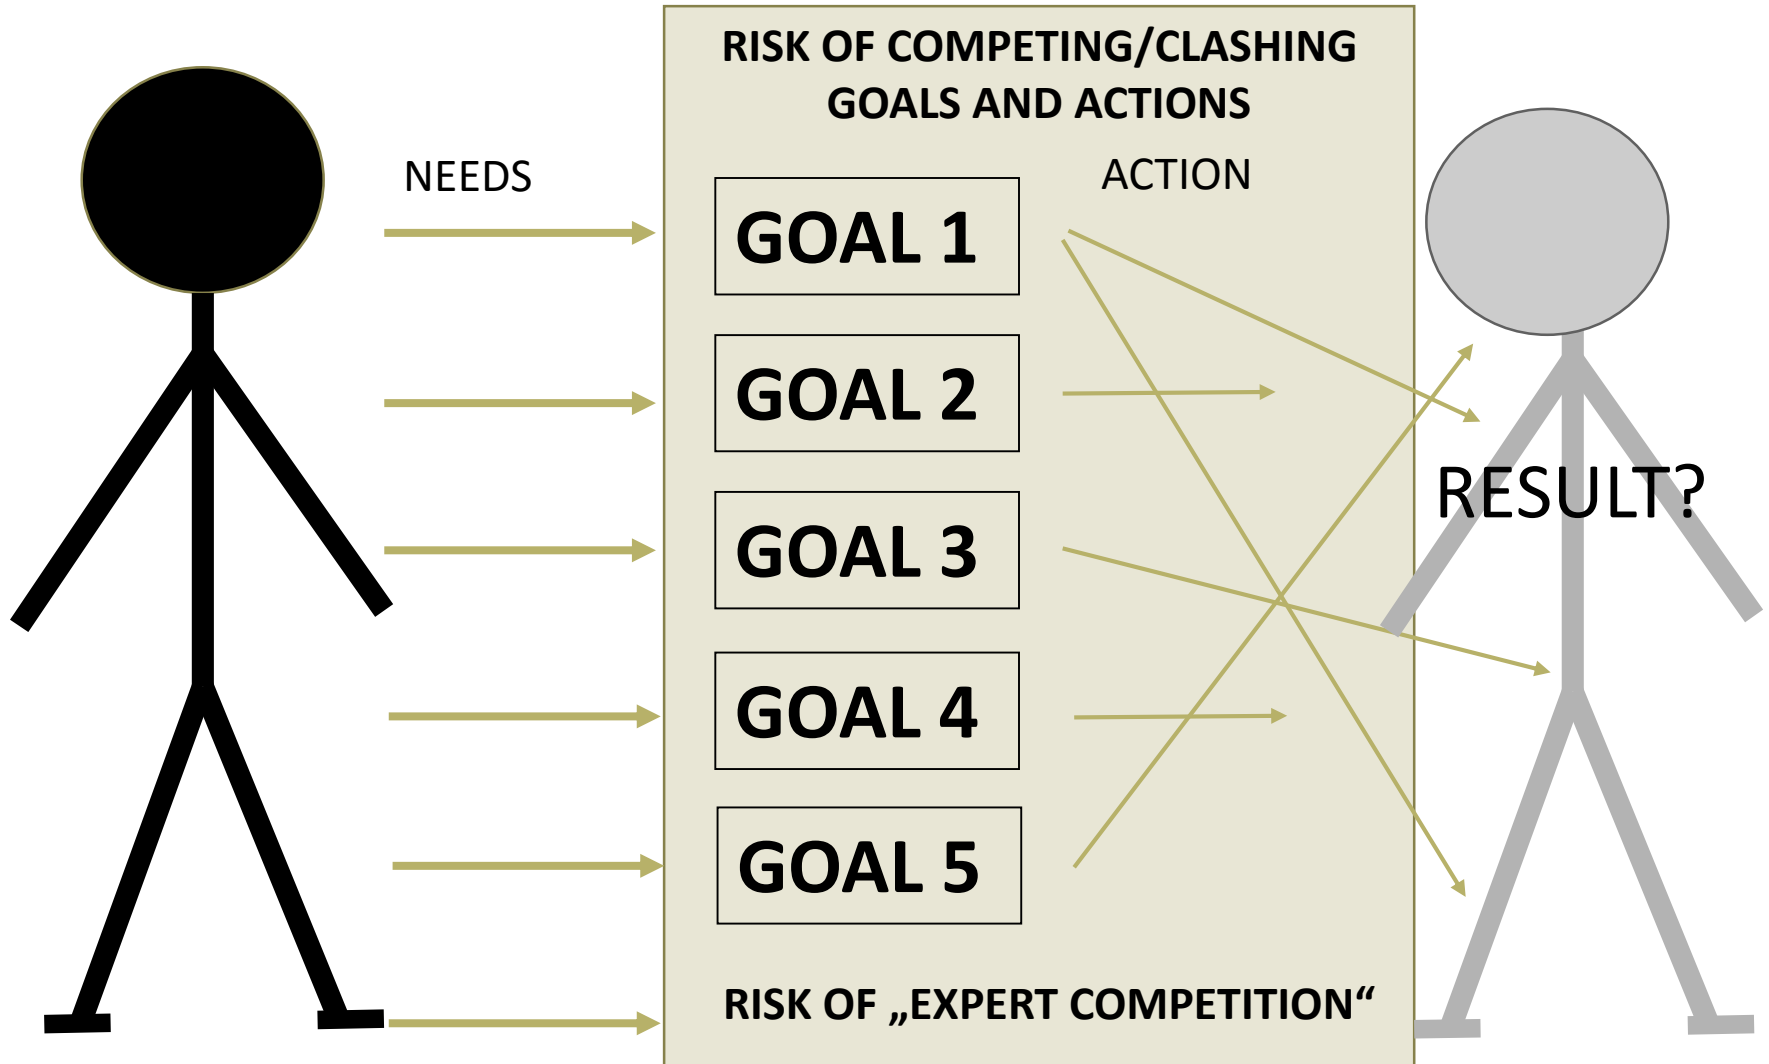 RISK OF COMPETING/CLASHING
GOALS AND ACTIONS
NEEDS
ACTION
GOAL 1
GOAL 2
GOAL 3
GOAL 4
GOAL 5
RESULT?
RISK OF „EXPERT COMPETITION“